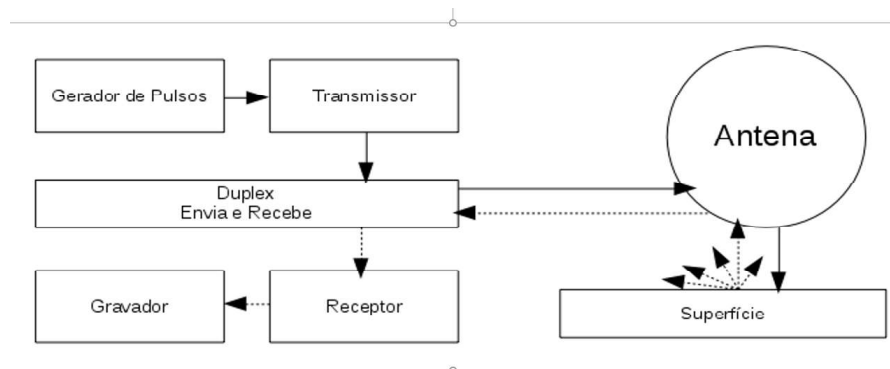 Gerador de Pulsos
Transmissor
Antena
Duplex
Envia e Recebe
Gravador
Receptor
Superfície